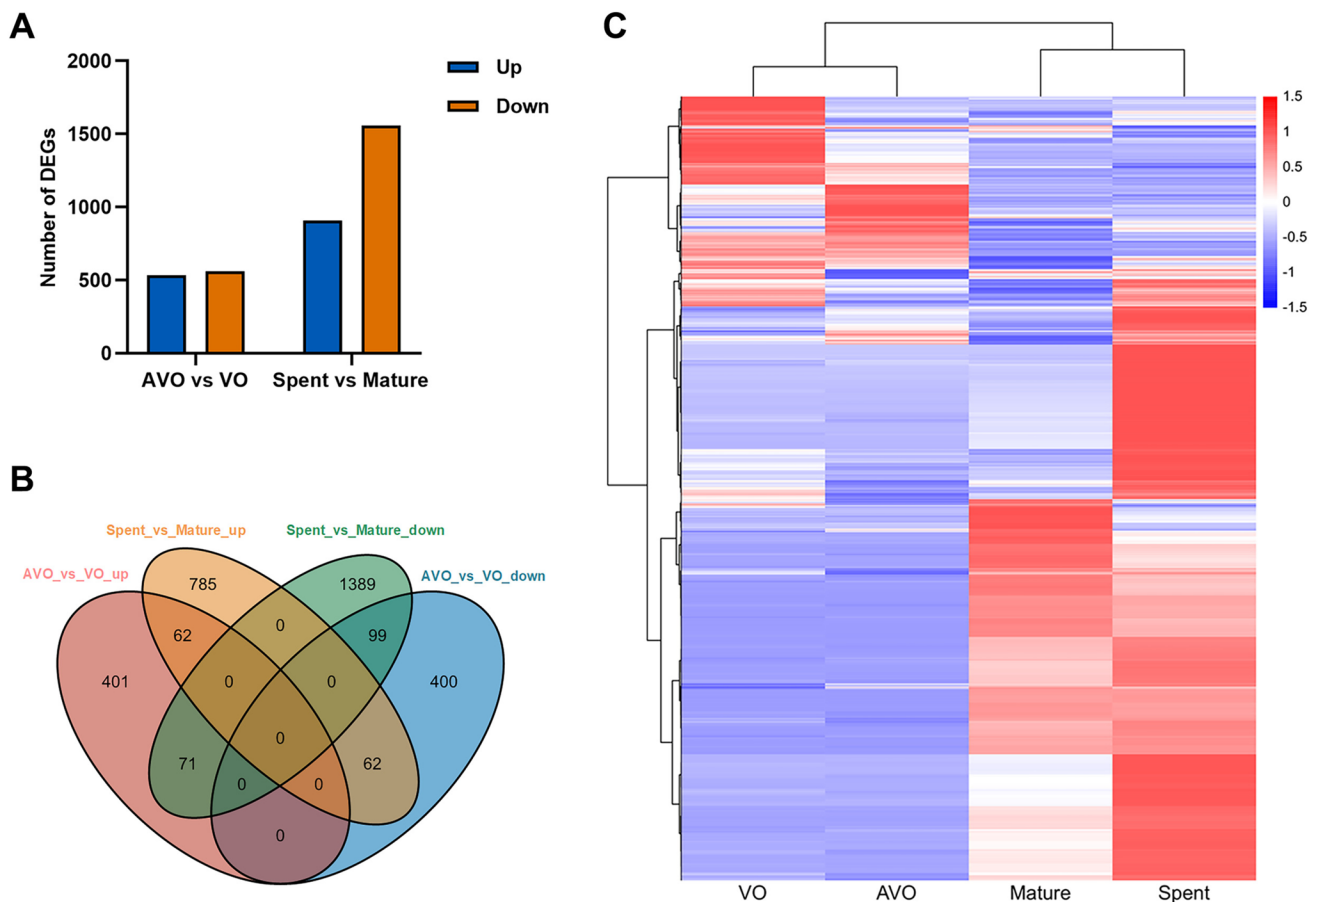 A
Number of DEGs
2000
1500
1000
500
0
AVO vs VO
Spent vs Mature
Up
Down
B
Spent_vs_Mature_up
Spent_vs_Mature_down
AVO_vs_VO_up
AVO_vs_VO_down
785
1389
0
62
99
401
0
0
400
0
71
62
0
0
0
C
1.5
1
0.5
0
-0.5
-1
-1.5
VO
AVO
Mature
Spent